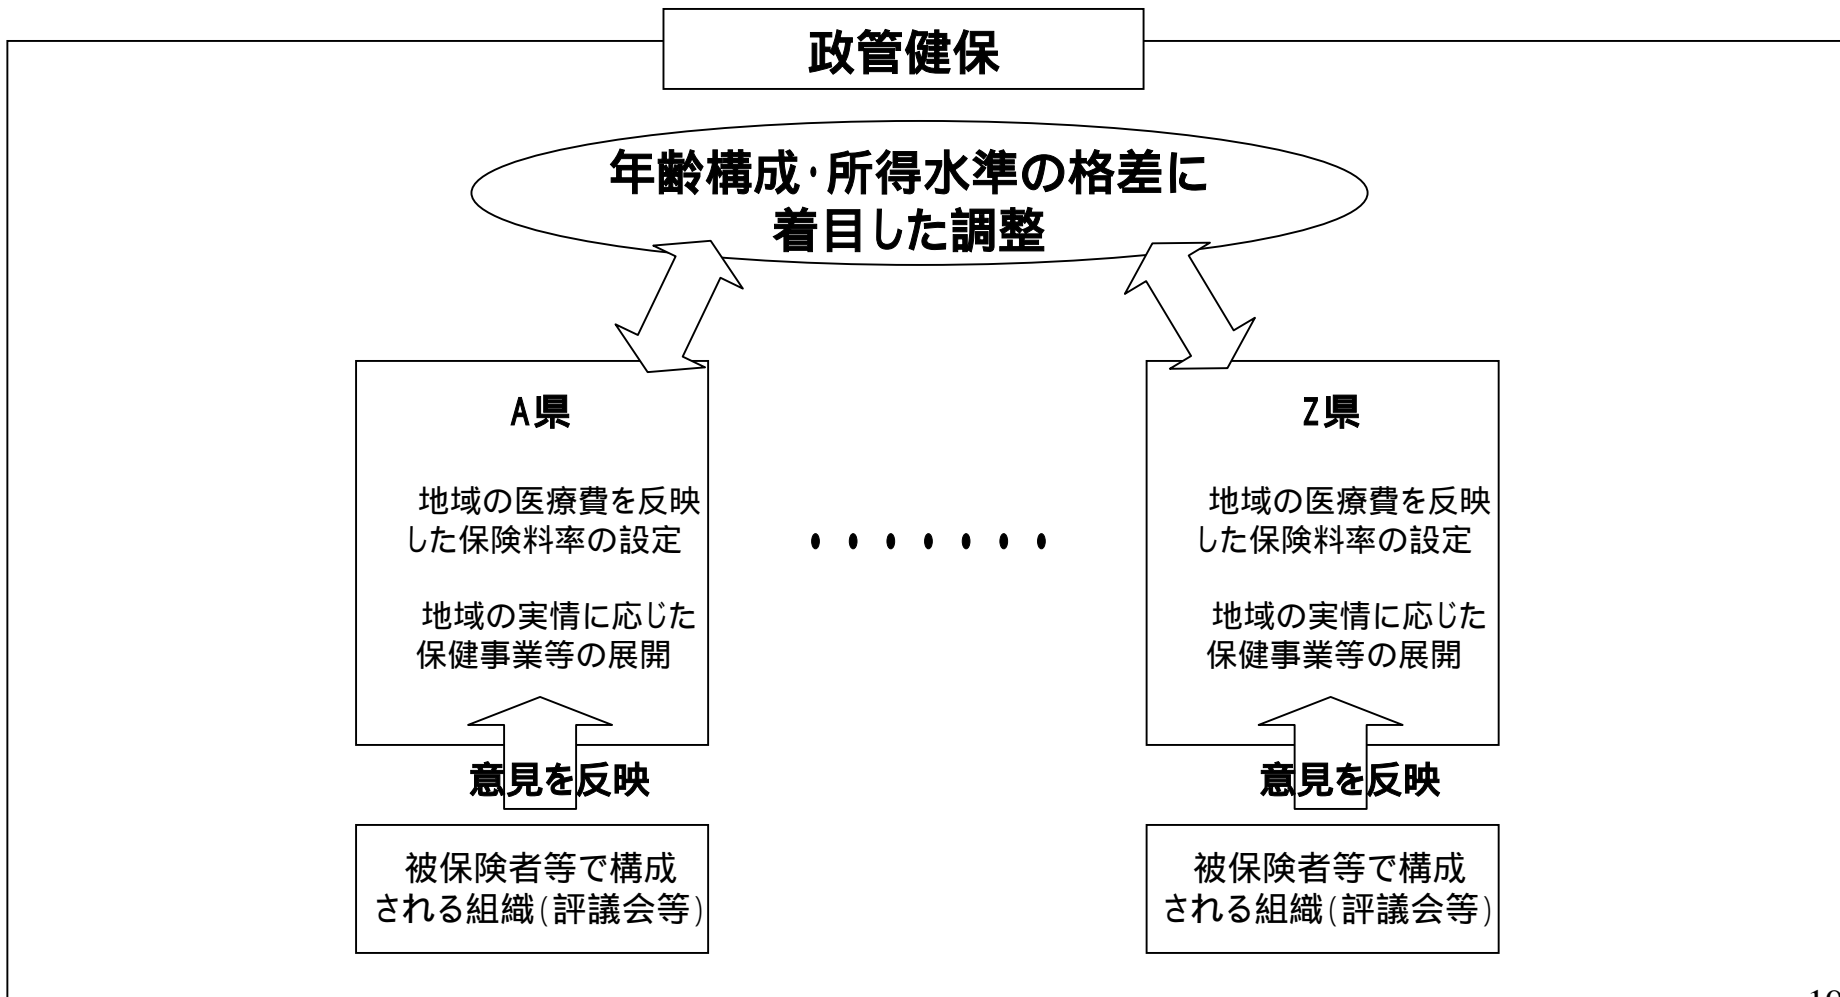 政管健保
年齢構成・所得水準の格差に
着目した調整
A県
地域の医療費を反映
した保険料率の設定
地域の実情に応じた
保健事業等の展開
意見を反映
被保険者等で構成
される組織(評議会等)
・・・・・・・
Z県
地域の医療費を反映
した保険料率の設定
地域の実情に応じた
保健事業等の展開
意見を反映
被保険者等で構成
される組織(評議会等)